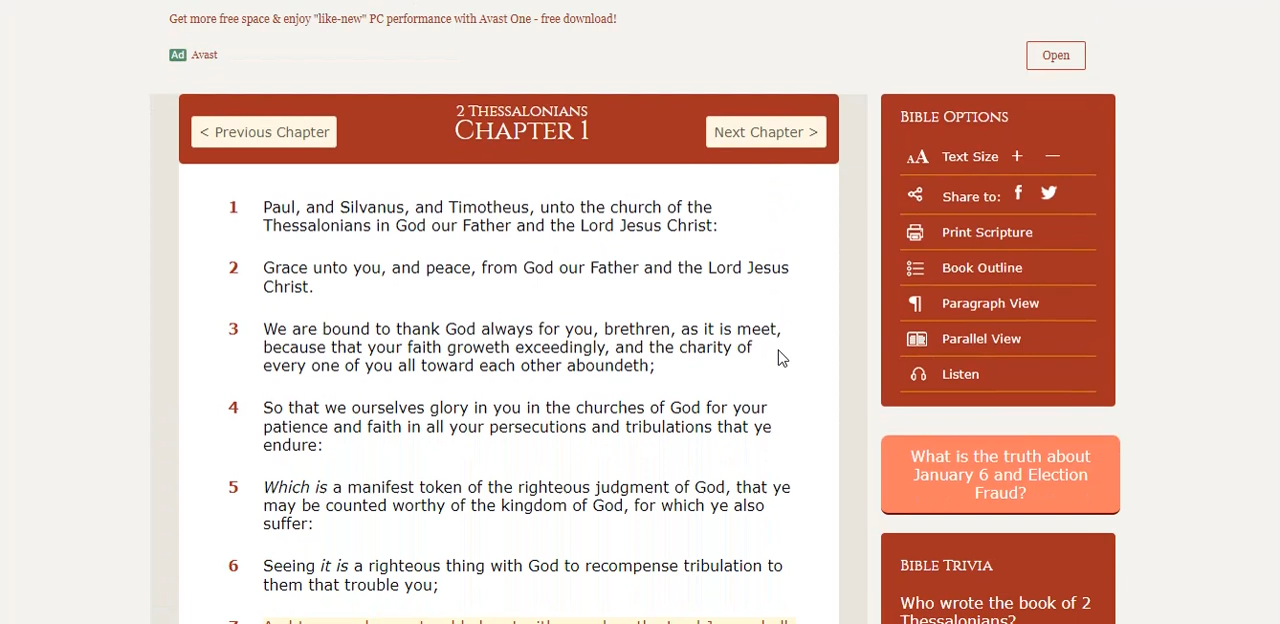 Get more free space & enjoy "like-new" PC performance with Avast One - free download!
Ad Avast
Open
< Previous Chapter
2 Thessalonians
Chapter 1
Next Chapter >
1 Paul, and Silvanus, and Timotheus, unto the church of the
Thessalonians in God our Father and the Lord Jesus Christ:
2 Grace unto you, and peace, from God our Father and the Lord Jesus
Christ.
3 We are bound to thank God always for you, brethren, as it is meet,
because that your faith groweth exceedingly, and the charity of
every one of you all toward each other aboundeth;
4 So that we ourselves glory in you in the churches of God for your
patience and faith in all your persecutions and tribulations that ye
endure:
5 Which is a manifest token of the righteous judgment of God, that ye
may be counted worthy of the kingdom of God, for which ye also
suffer:
6 Seeing it is a righteous thing with God to recompense tribulation to
them that trouble you;
Bible Options
AA Text Size + —
Share to:
Print Scripture
Book Outline
Paragraph View
Parallel View
Listen
What is the truth about
January 6 and Election
Fraud?
Bible Trivia
Who wrote the book of 2
Thessalonians?